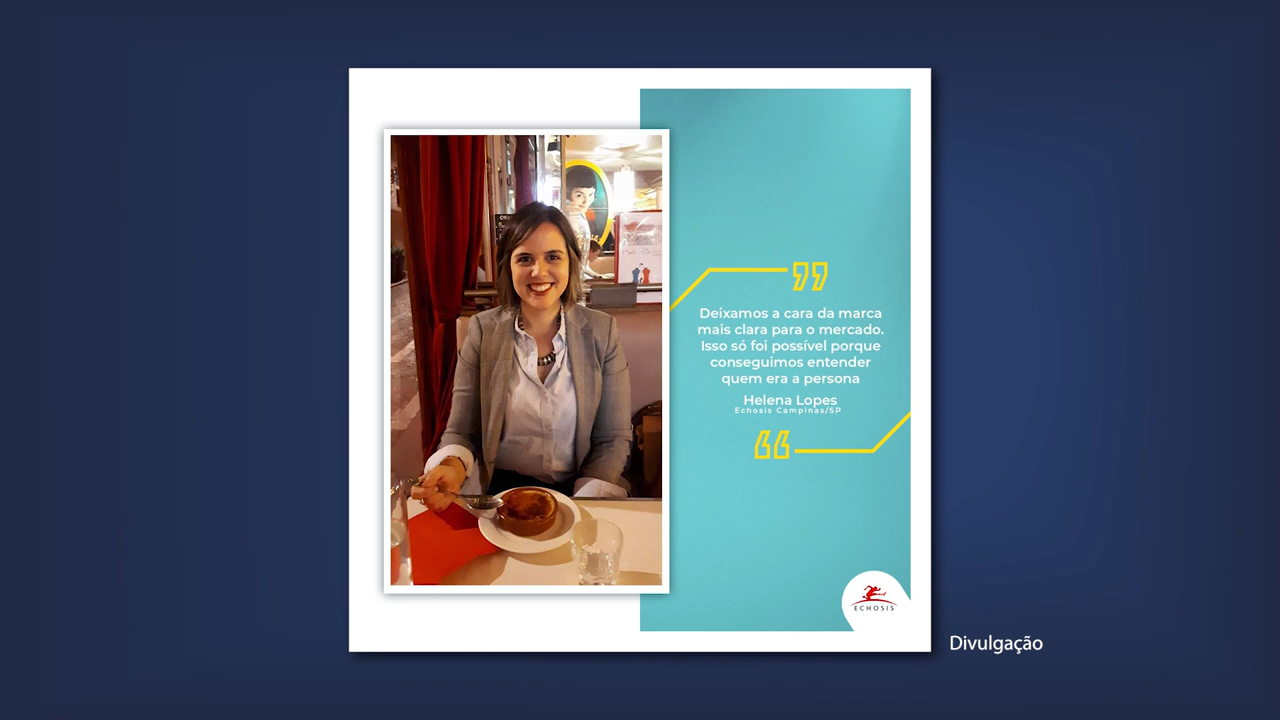 Deixamos a cara da marca
mais clara para o mercado.
Isso só foi possível porque
conseguimos entender
quem era a persona
Helena Lopes
Echosis Campinas/SP
ECHOSIS
Divulgação